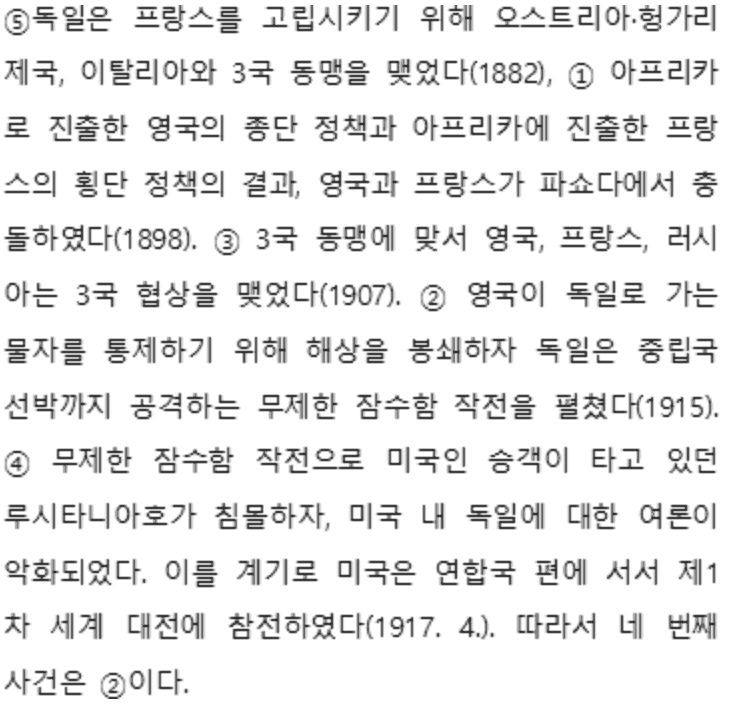 ⑤독일은 프랑스를 고립시키기 위해 오스트리아·헝가리
제국, 이탈리아와 3국 동맹을 맺었다(1882), ① 아프리카
로 진출한 영국의 종단 정책과 아프리카에 진출한 프랑
스의 횡단 정책의 결과, 영국과 프랑스가 파쇼다에서 충
돌하였다(1898). ③ 3국 동맹에 맞서 영국, 프랑스, 러시
아는 3국 협상을 맺었다(1907). ② 영국이 독일로 가는
물자를 통제하기 위해 해상을 봉쇄하자 독일은 중립국
선박까지 공격하는 무제한 잠수함 작전을 펼쳤다(1915).
④ 무제한 잠수함 작전으로 미국인 승객이 타고 있던
루시타니아호가 침몰하자, 미국 내 독일에 대한 여론이
악화되었다. 이를 계기로 미국은 연합국 편에 서서 제1
차 세계 대전에 참전하였다(1917. 4.). 따라서 네 번째
사건은 ②이다.